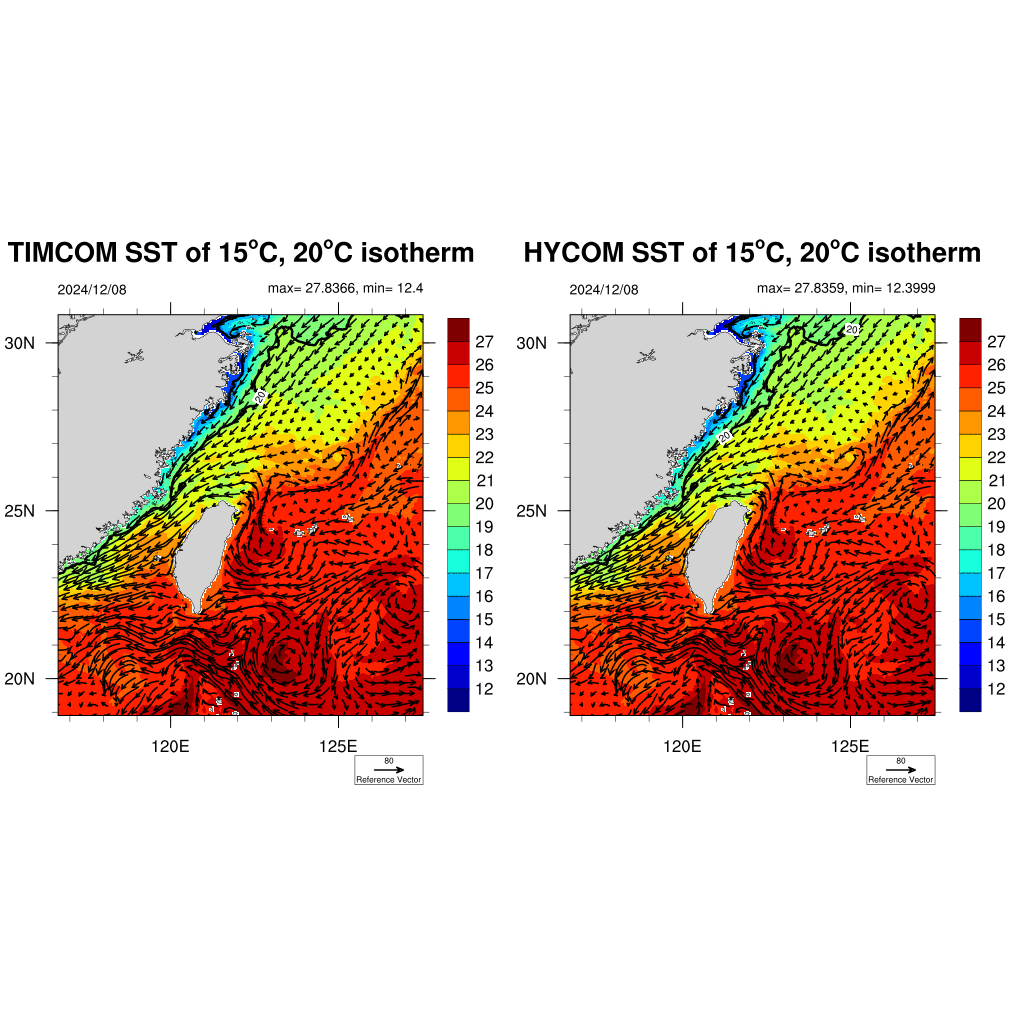 TIMCOM SST of 15°C, 20°C isotherm
2024/12/08
max= 27.8366, min= 12.4
30N
25N
20N
120E
125E
20
27
26
25
24
23
22
21
20
19
18
17
16
15
14
13
12
80
Reference Vector
HYCOM SST of 15°C, 20°C isotherm
2024/12/08
max= 27.8359, min= 12.3999
30N
25N
20N
120E
125E
20
20
27
26
25
24
23
22
21
20
19
18
17
16
15
14
13
12
80
Reference Vector